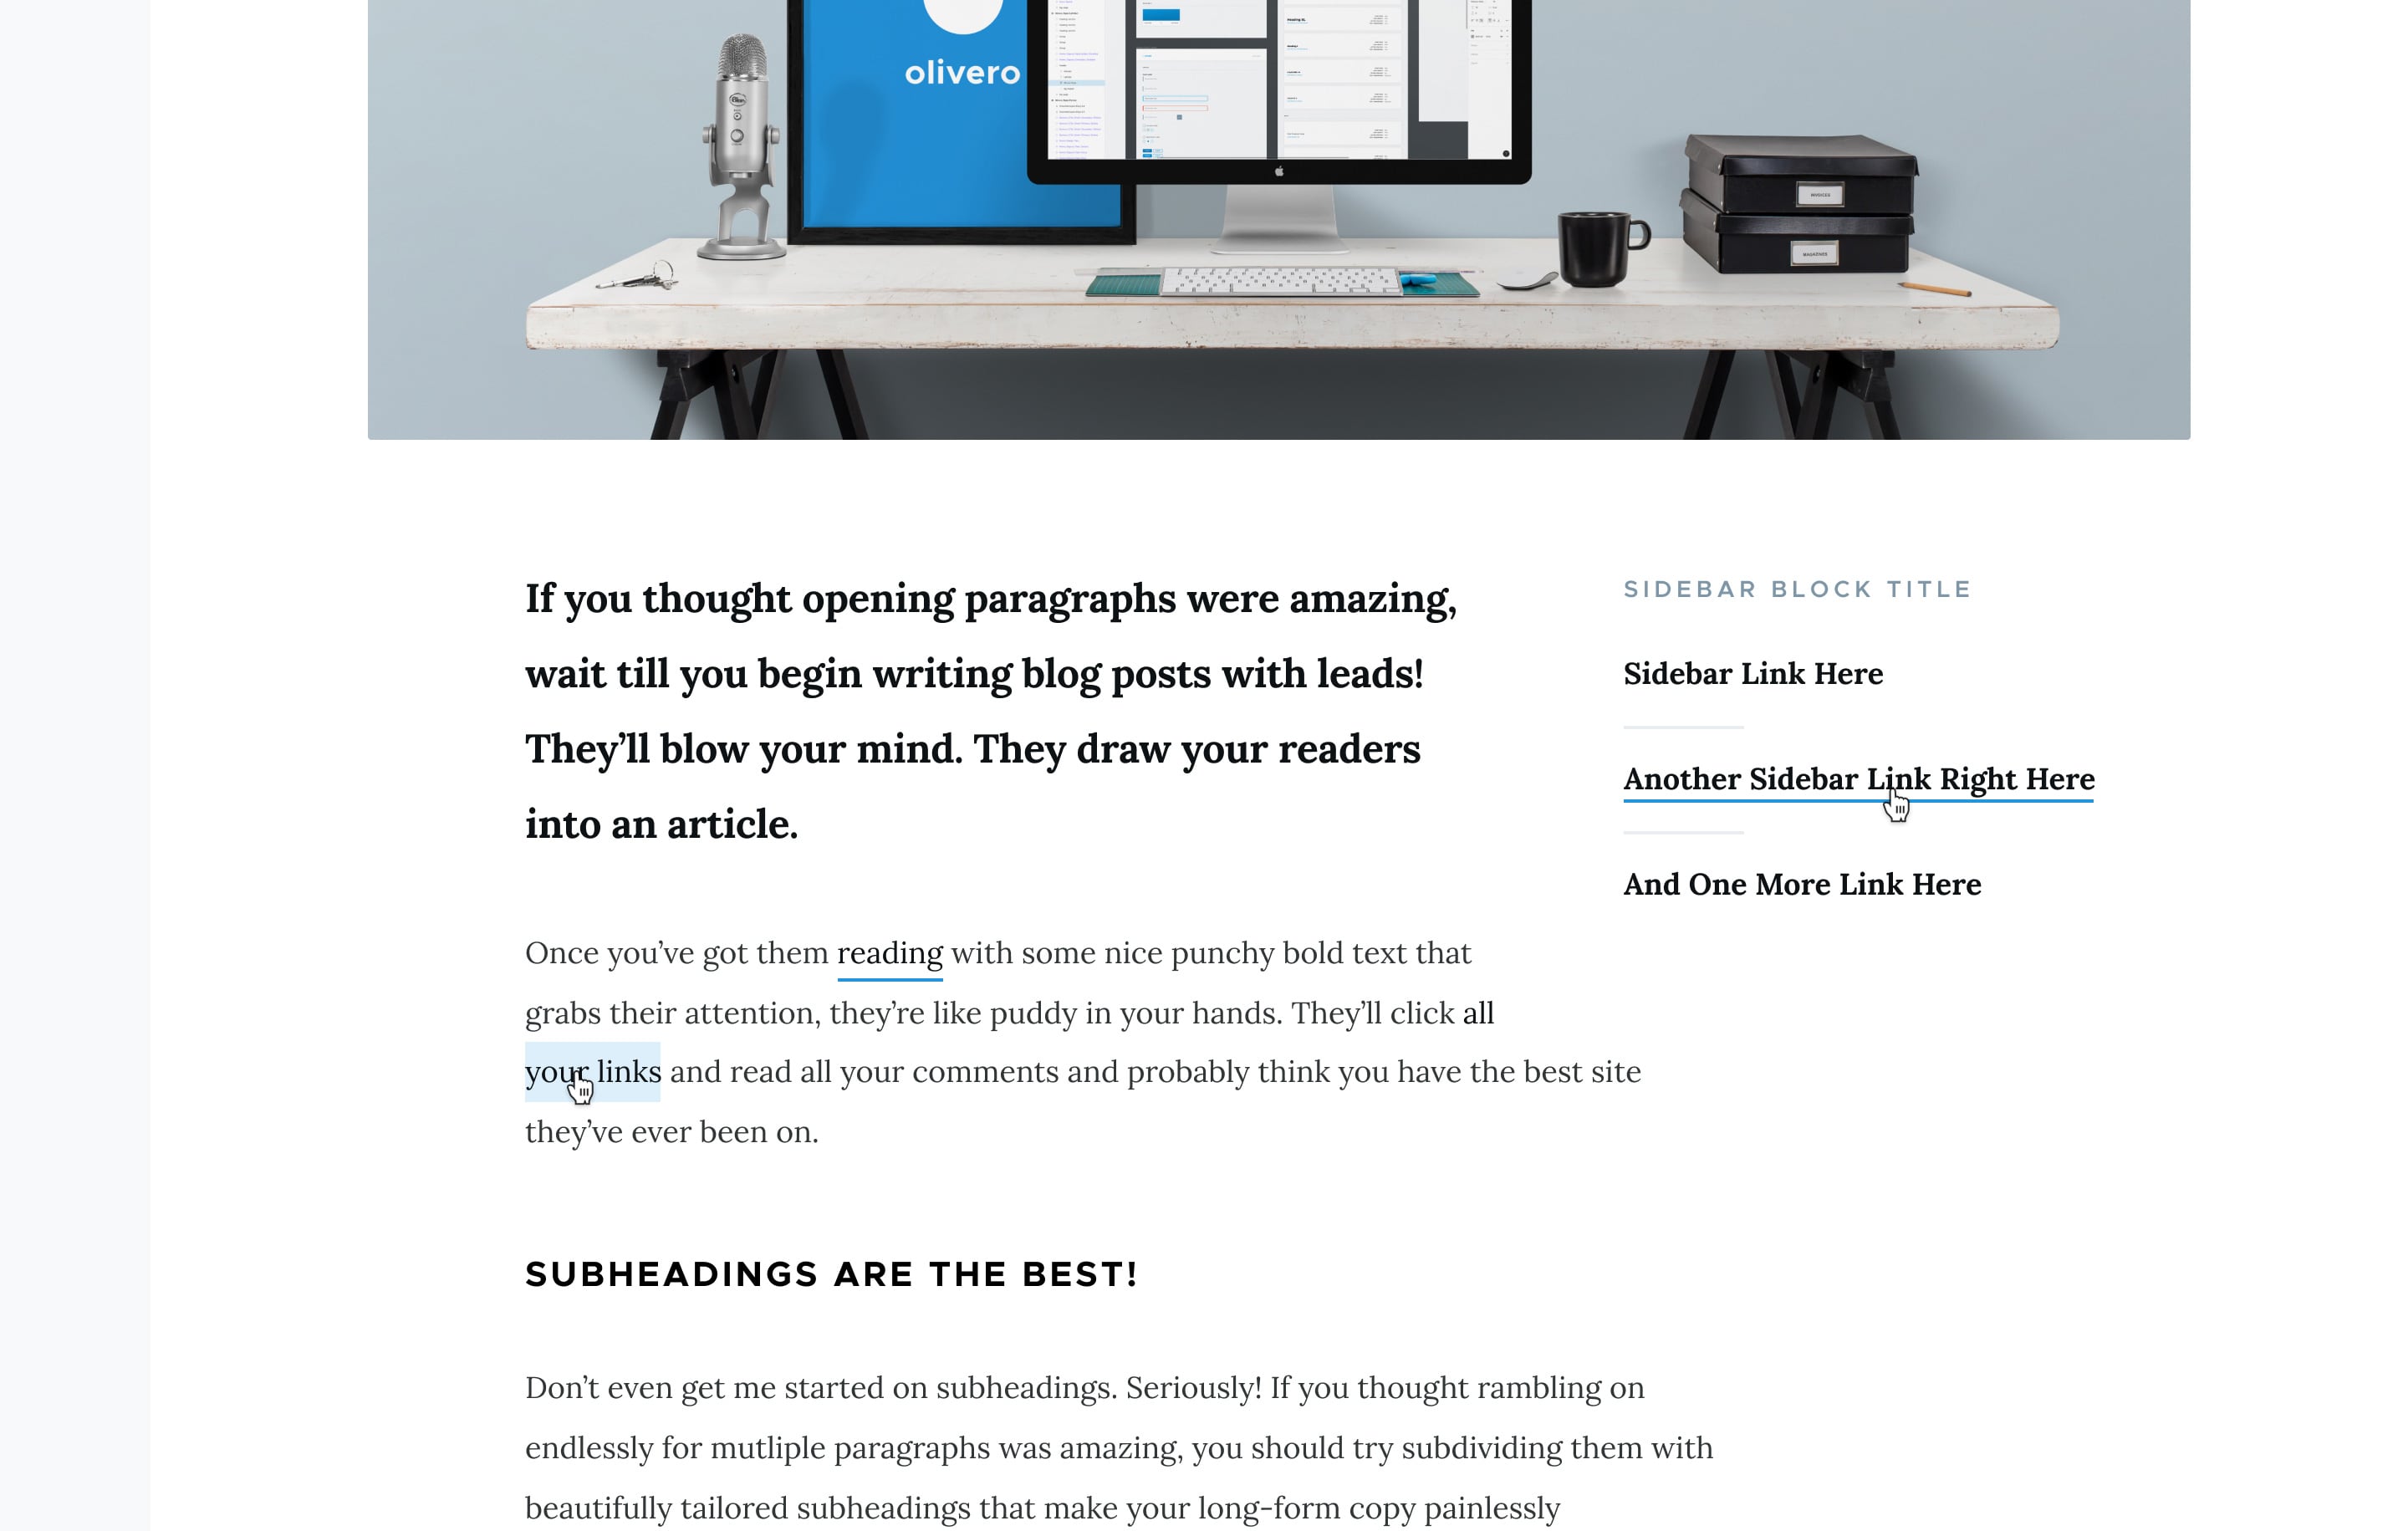 olivero
INVOICES
MAGAZINES
If you thought opening paragraphs were amazing,
wait till you begin writing blog posts with leads!
They’ll blow your mind. They draw your readers
into an article.
Once you’ve got them reading with some nice punchy bold text that
grabs their attention, they’re like puddy in your hands. They’ll click all
your links and read all your comments and probably think you have the best site
they’ve ever been on.
SUBHEADINGS ARE THE BEST!
Don’t even get me started on subheadings. Seriously! If you thought rambling on
endlessly for mutliple paragraphs was amazing, you should try subdividing them with
beautifully tailored subheadings that make your long-form copy painlessly
SIDEBAR BLOCK TITLE
Sidebar Link Here
Another Sidebar Link Right Here
And One More Link Here